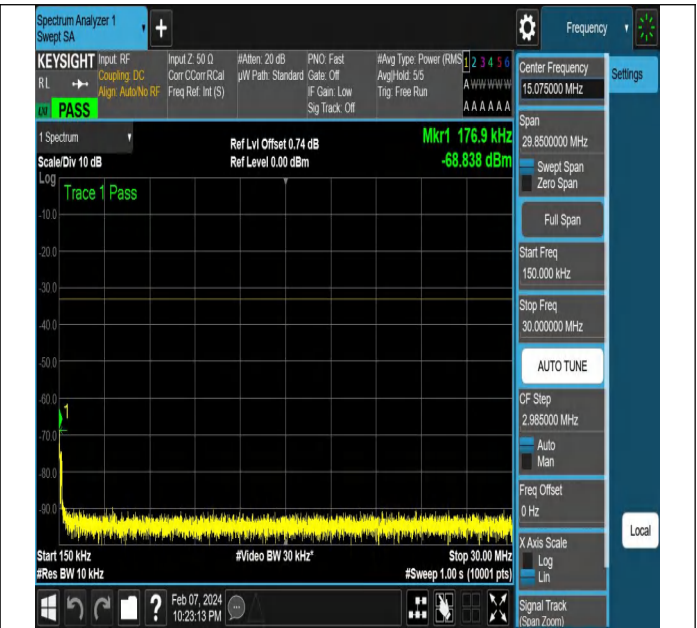 Spectrum Analyzer 1
Swept SA
+
Frequency
KEYSIGHT
RL
PASS
Input: RF
Coupling: DC
Align: Auto/No RF
Input Z: 50 Ω
Corr CCorr RCal
Freq Ref: Int (S)
#Atten: 20 dB
µW Path: Standard
PNO: Fast
Gate: Off
IF Gain: Low
Sig Track: Off
#Avg Type: Power (RMS
Avg|Hold: 5/5
Trig: Free Run
1 2 3 4 5 6
A W W W W W
A A A A A A
1 Spectrum
Scale/Div 10 dB
Ref Lvl Offset 0.74 dB
Ref Level 0.00 dBm
Mkr1 176.9 kHz
-68.838 dBm
Log
Trace 1 Pass
-10.0
-20.0
-30.0
-40.0
-50.0
-60.0
1
-70.0
-80.0
-90.0
Start 150 kHz
#Video BW 30 kHz*
Stop 30.00 MHz
#Res BW 10 kHz
#Sweep 1.00 s (10001 pts)
Center Frequency
15.075000 MHz
Settings
Span
29.8500000 MHz
Swept Span
Zero Span
Full Span
Start Freq
150.000 kHz
Stop Freq
30.000000 MHz
AUTO TUNE
CF Step
2.985000 MHz
Auto
Man
Freq Offset
0 Hz
X Axis Scale
Log
Lin
Local
Signal Track
(Span Zoom)
?
Feb 07, 2024
10:23:13 PM